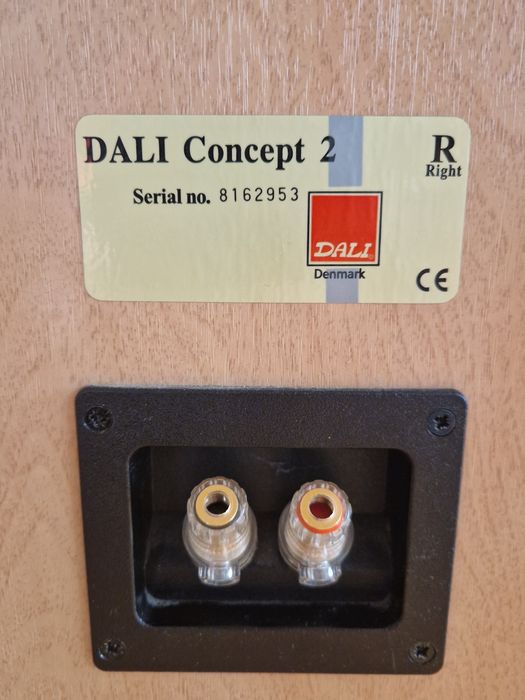 DALI Concept 2
R
Right
Serial no. 8162953
DALI
Denmark
CE